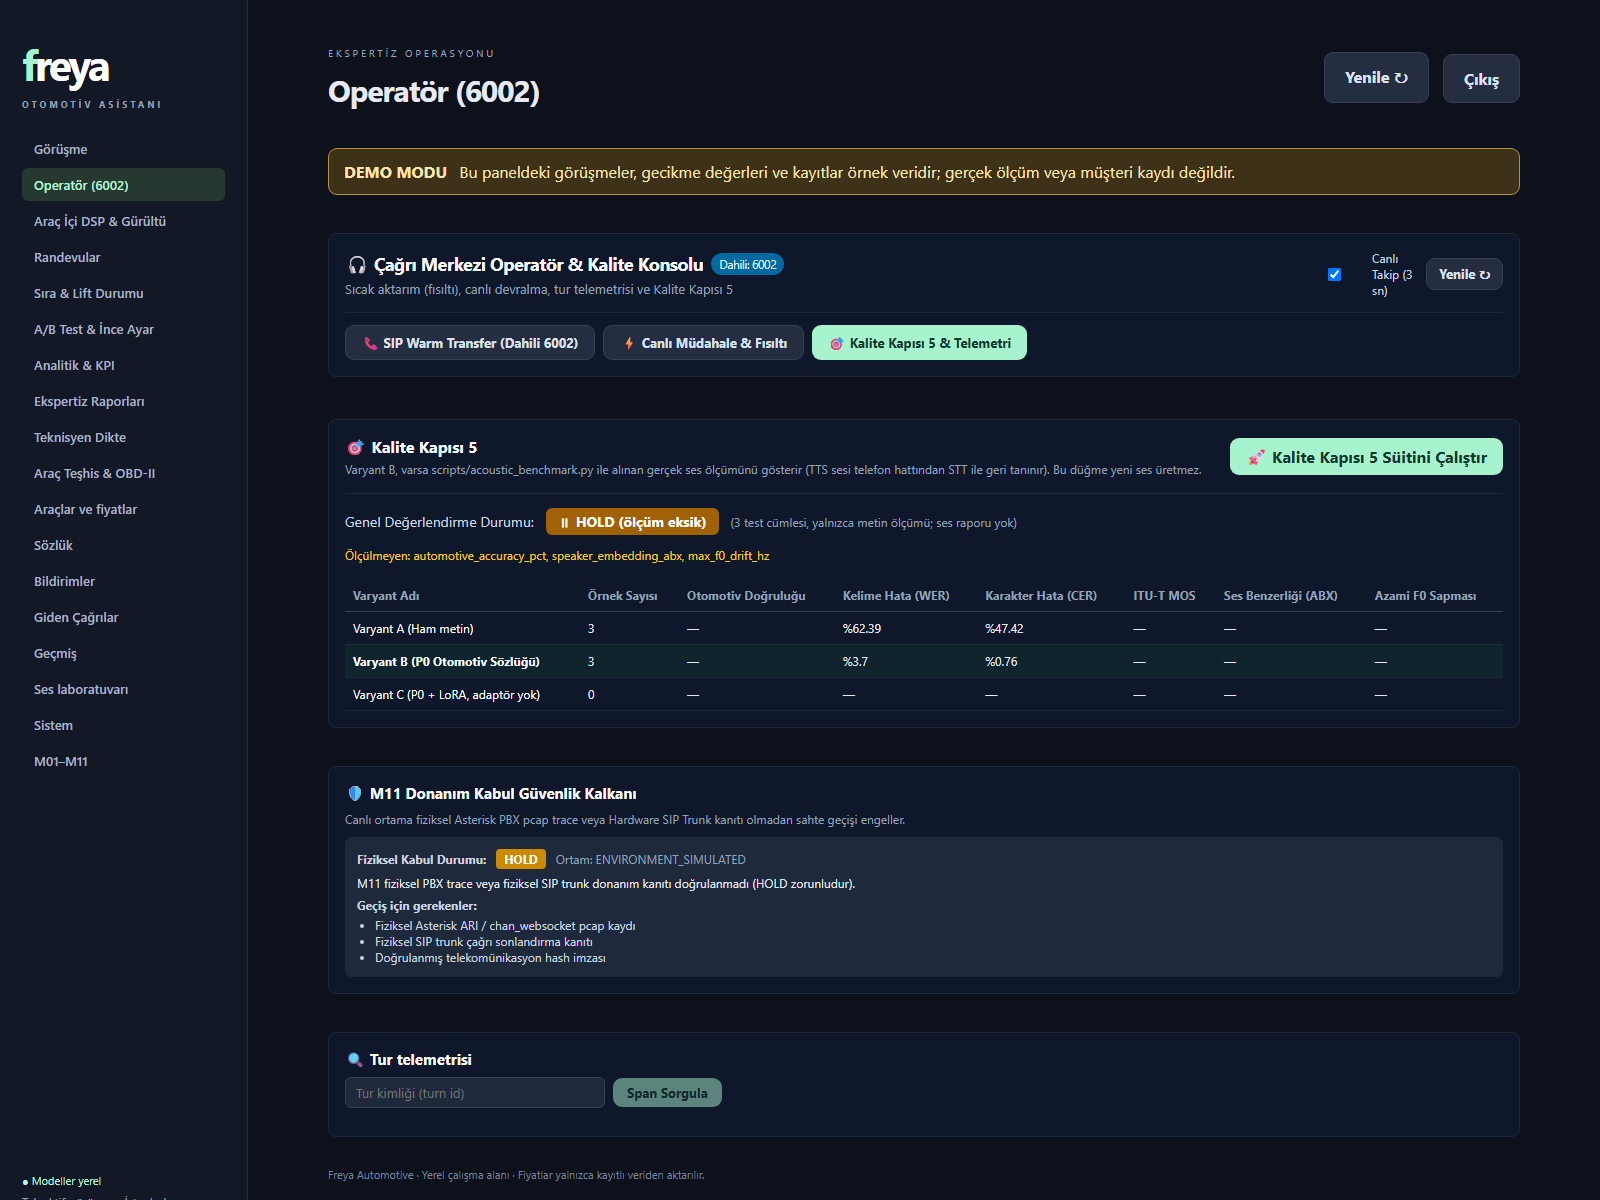 freya
OTOMOTİV ASİSTANI
Görüşme
Operatör (6002)
Araç İçi DSP & Gürültü
Randevular
Sıra & Lift Durumu
A/B Test & İnce Ayar
Analitik & KPI
Ekspertiz Raporları
Teknisyen Dikte
Araç Teşhis & OBD-II
Araçlar ve fiyatlar
Sözlük
Bildirimler
Giden Çağrılar
Geçmiş
Ses laboratuvarı
Sistem
M01–M11
● Modeller yerel
EKSPERTİZ OPERASYONU
Operatör (6002)
Yenile ↻
Çıkış
DEMO MODU Bu paneldeki görüşmeler, gecikme değerleri ve kayıtlar örnek veridir; gerçek ölçüm veya müşteri kaydı değildir.
🎧 Çağrı Merkezi Operatör & Kalite Konsolu Dahili: 6002
Sıcak aktarım (fısıltı), canlı devralma, tur telemetrisi ve Kalite Kapısı 5
Canlı
Takip (3
sn)
Yenile ↻
📞 SIP Warm Transfer (Dahili 6002)
⚡ Canlı Müdahale & Fısıltı
🎯 Kalite Kapısı 5 & Telemetri
🎯 Kalite Kapısı 5
Varyant B, varsa scripts/acoustic_benchmark.py ile alınan gerçek ses ölçümünü gösterir (TTS sesi telefon hattından STT ile geri tanınır). Bu düğme yeni ses üretmez.
🚀 Kalite Kapısı 5 Süitini Çalıştır
Genel Değerlendirme Durumu: ⏸ HOLD (ölçüm eksik) (3 test cümlesi, yalnızca metin ölçümü; ses raporu yok)
Ölçülmeyen: automotive_accuracy_pct, speaker_embedding_abx, max_f0_drift_hz
Varyant Adı Örnek Sayısı Otomotiv Doğruluğu Kelime Hata (WER) Karakter Hata (CER) ITU-T MOS Ses Benzerliği (ABX) Azami F0 Sapması
Varyant A (Ham metin) 3 — %62.39 %47.42 — — —
Varyant B (P0 Otomotiv Sözlüğü) 3 — %3.7 %0.76 — — —
Varyant C (P0 + LoRA, adaptör yok) 0 — — — — — —
🛡️ M11 Donanım Kabul Güvenlik Kalkanı
Canlı ortama fiziksel Asterisk PBX pcap trace veya Hardware SIP Trunk kanıtı olmadan sahte geçişi engeller.
Fiziksel Kabul Durumu: HOLD Ortam: ENVIRONMENT_SIMULATED
M11 fiziksel PBX trace veya fiziksel SIP trunk donanım kanıtı doğrulanmadı (HOLD zorunludur).
Geçiş için gerekenler:
• Fiziksel Asterisk ARI / chan_websocket pcap kaydı
• Fiziksel SIP trunk çağrı sonlandırma kanıtı
• Doğrulanmış telekomünikasyon hash imzası
🔍 Tur telemetrisi
Tur kimliği (turn id)
Span Sorgula
Freya Automotive · Yerel çalışma alanı · Fiyatlar yalnızca kayıtlı veriden aktarılır.